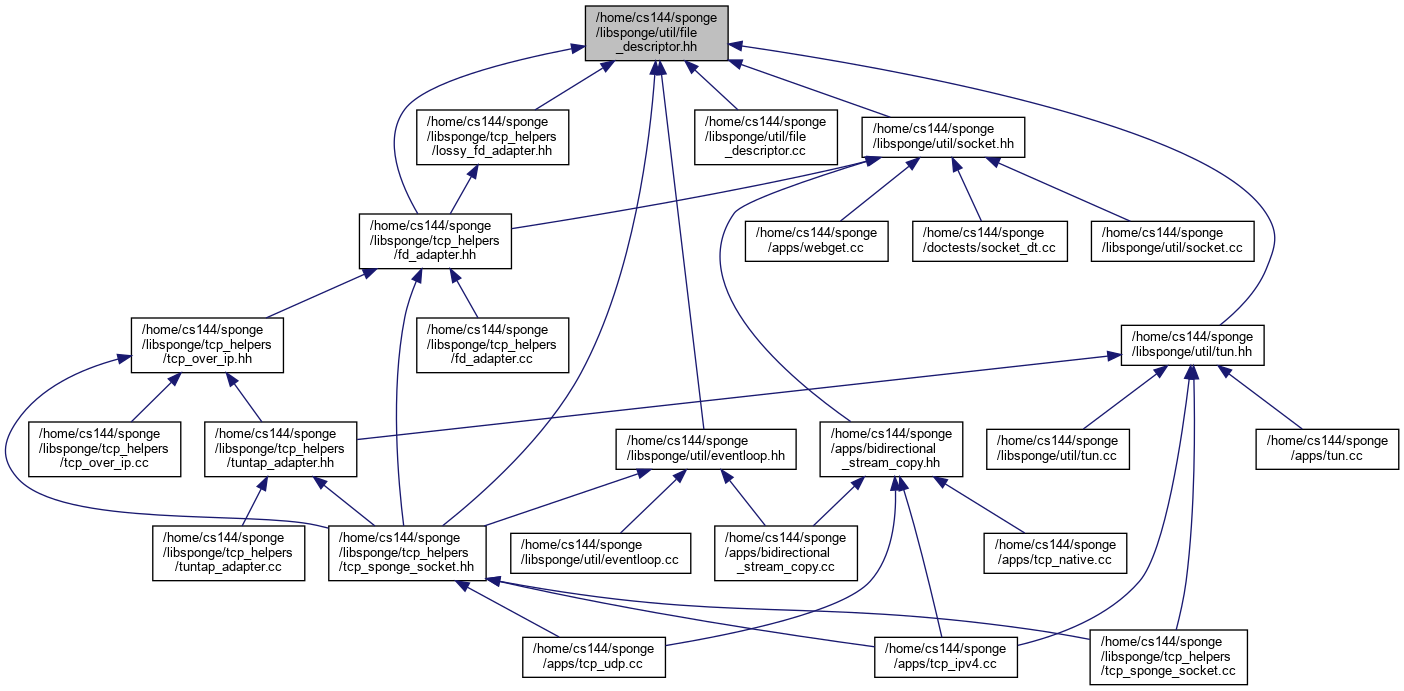 /home/cs144/sponge
/libsponge/util/file
_descriptor.hh
/home/cs144/sponge
/libsponge/tcp_helpers
/lossy_fd_adapter.hh
/home/cs144/sponge
/libsponge/util/file
_descriptor.cc
/home/cs144/sponge
/libsponge/util/socket.hh
/home/cs144/sponge
/libsponge/tcp_helpers
/fd_adapter.hh
/home/cs144/sponge
/apps/webget.cc
/home/cs144/sponge
/doctests/socket_dt.cc
/home/cs144/sponge
/libsponge/util/socket.cc
/home/cs144/sponge
/libsponge/tcp_helpers
/tcp_over_ip.hh
/home/cs144/sponge
/libsponge/tcp_helpers
/fd_adapter.cc
/home/cs144/sponge
/libsponge/util/tun.hh
/home/cs144/sponge
/libsponge/tcp_helpers
/tcp_over_ip.cc
/home/cs144/sponge
/libsponge/tcp_helpers
/tuntap_adapter.hh
/home/cs144/sponge
/libsponge/util/eventloop.hh
/home/cs144/sponge
/apps/bidirectional
_stream_copy.hh
/home/cs144/sponge
/libsponge/util/tun.cc
/home/cs144/sponge
/apps/tun.cc
/home/cs144/sponge
/libsponge/tcp_helpers
/tuntap_adapter.cc
/home/cs144/sponge
/libsponge/tcp_helpers
/tcp_sponge_socket.hh
/home/cs144/sponge
/libsponge/util/eventloop.cc
/home/cs144/sponge
/apps/bidirectional
_stream_copy.cc
/home/cs144/sponge
/apps/tcp_native.cc
/home/cs144/sponge
/apps/tcp_udp.cc
/home/cs144/sponge
/apps/tcp_ipv4.cc
/home/cs144/sponge
/libsponge/tcp_helpers
/tcp_sponge_socket.cc